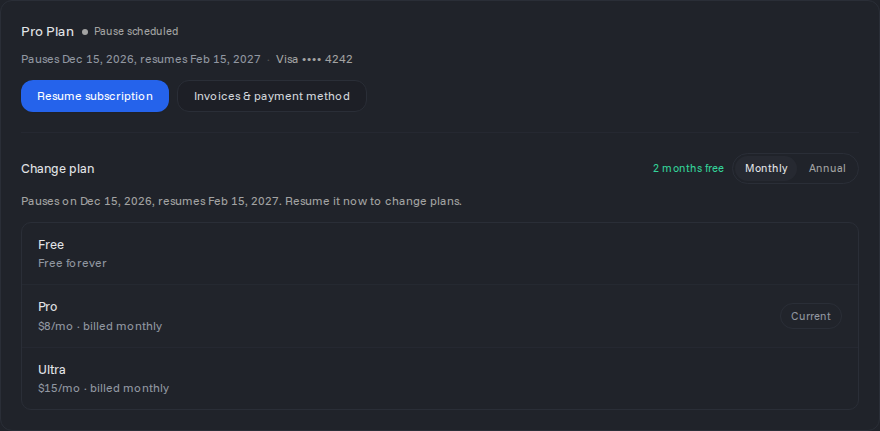 Pro Plan ● Pause scheduled
Pauses Dec 15, 2026, resumes Feb 15, 2027 · Visa •••• 4242
Resume subscription Invoices & payment method
Change plan 2 months free Monthly Annual
Pauses on Dec 15, 2026, resumes Feb 15, 2027. Resume it now to change plans.
Free
Free forever
Pro
$8/mo · billed monthly Current
Ultra
$15/mo · billed monthly